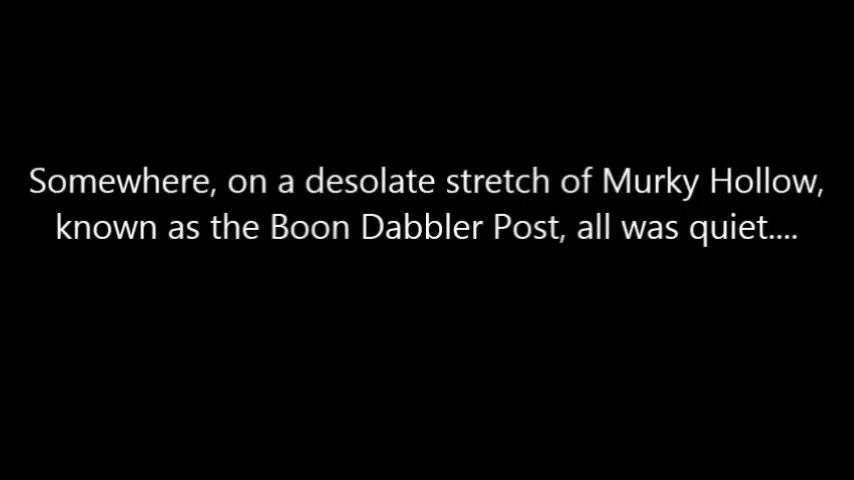 Somewhere, on a desolate stretch of Murky Hollow,
known as the Boon Dabbler Post, all was quiet....